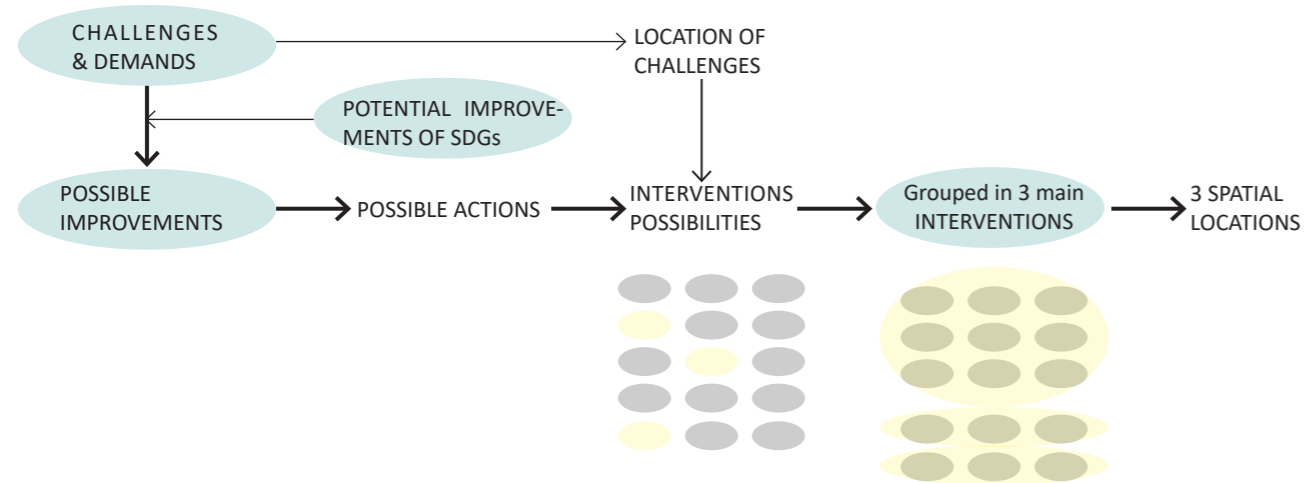 CHALLENGES
& DEMANDS
LOCATION OF
CHALLENGES
POTENTIAL IMPROVE-
MENTS OF SDGs
POSSIBLE
IMPROVEMENTS
POSSIBLE ACTIONS
INTERVENTIONS
POSSIBILITIES
Grouped in 3 main
INTERVENTIONS
3 SPATIAL
LOCATIONS